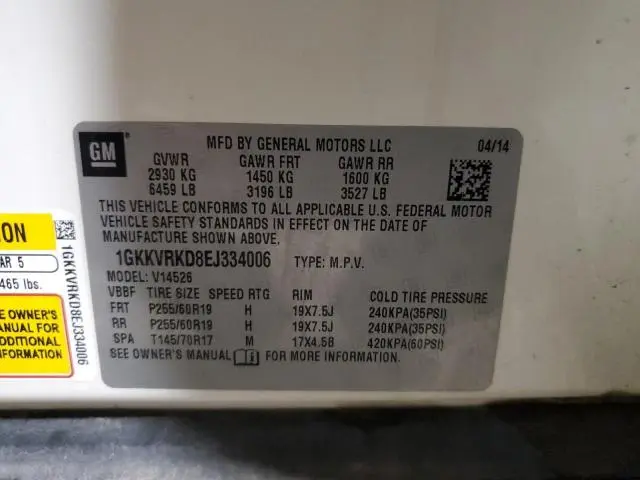 GM
MFD BY GENERAL MOTORS LLC 04/14
GVWR GAWR FRT GAWR RR
2930 KG 1450 KG 1600 KG
6459 LB 3196 LB 3527 LB
THIS VEHICLE CONFORMS TO ALL APPLICABLE U.S. FEDERAL MOTOR
VEHICLE SAFETY STANDARDS IN EFFECT ON THE DATE OF
MANUFACTURE SHOWN ABOVE.
1GKKVRKD8EJ334006 TYPE: M.P.V.
MODEL: V14526
VBBF TIRE SIZE SPEED RTG RIM COLD TIRE PRESSURE
FRT P255/60R19 H 19X7.5J 240KPA(35PSI)
RR P255/60R19 H 19X7.5J 240KPA(35PSI)
SPA T145/70R17 M 17X4.5B 420KPA(60PSI)
SEE OWNER'S MANUAL FOR MORE INFORMATION.
ON
AR 5
465 lbs.
E OWNER'S
ANUAL FOR
ADDITIONAL
FORMATION
1GKKVRKD8EJ334006